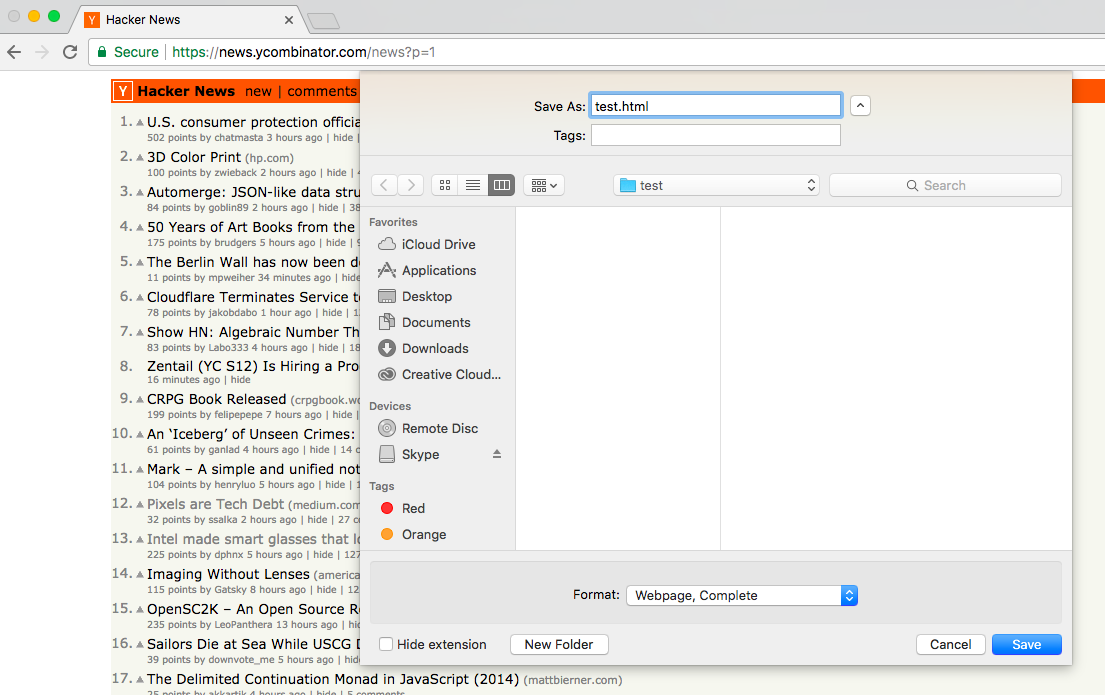 Hacker News
Secure https://news.ycombinator.com/news?p=1
Y Hacker News new | comments
1. U.S. consumer protection officia
502 points by chatmasta 3 hours ago | hide |
2. 3D Color Print (hp.com)
100 points by zwieback 2 hours ago | hide |
3. Automerge: JSON-like data stru
84 points by goblin89 2 hours ago | hide | 38
4. 50 Years of Art Books from the
175 points by brudgers 5 hours ago | hide | 9
5. The Berlin Wall has now been d
11 points by mpweiher 34 minutes ago | hide
6. Cloudflare Terminates Service t
78 points by jakobdabo 1 hour ago | hide | 1
7. Show HN: Algebraic Number Th
83 points by Labo333 4 hours ago | hide | 18
8. Zentail (YC S12) Is Hiring a Pro
16 minutes ago | hide
9. CRPG Book Released (crpgbook.wo
199 points by felipepepe 7 hours ago | hide |
10. An ‘Iceberg’ of Unseen Crimes:
61 points by ganlad 4 hours ago | hide | 14 c
11. Mark – A simple and unified not
104 points by henryluo 5 hours ago | hide | 1
12. Pixels are Tech Debt (medium.com
32 points by ssalka 2 hours ago | hide | 27 c
13. Intel made smart glasses that l
225 points by dphnx 5 hours ago | hide | 127
14. Imaging Without Lenses (america
115 points by Gatsky 8 hours ago | hide | 12
15. OpenSC2K – An Open Source R
235 points by LeoPanthera 13 hours ago | hide
16. Sailors Die at Sea While USCG D
39 points by downvote_me 5 hours ago | hid
17. The Delimited Continuation Monad in JavaScript (2014) (mattbierner.com)
25 points by akkartik 4 hours ago | hide | 5 comments
Save As: test.html
Tags:
test
Search
Favorites
iCloud Drive
Applications
Desktop
Documents
Downloads
Creative Cloud...
Devices
Remote Disc
Skype
Tags
Red
Orange
Format: Webpage, Complete
Hide extension New Folder Cancel Save